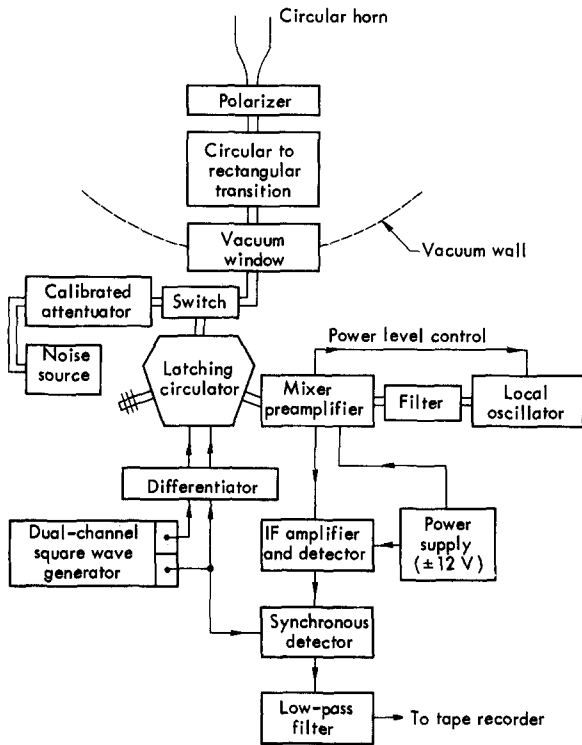 Circular horn
Polarizer
Circular to
rectangular
transition
Vacuum
window
Vacuum wall
Calibrated
attentuator
Switch
Noise
source
Latching
circulator
Power level control
Mixer
preamplifier
Filter
Local
oscillator
Differentiator
Dual-channel
square wave
generator
IF amplifier
and detector
Power
supply
(±12 V)
Synchronous
detector
Low-pass
filter
To tape recorder